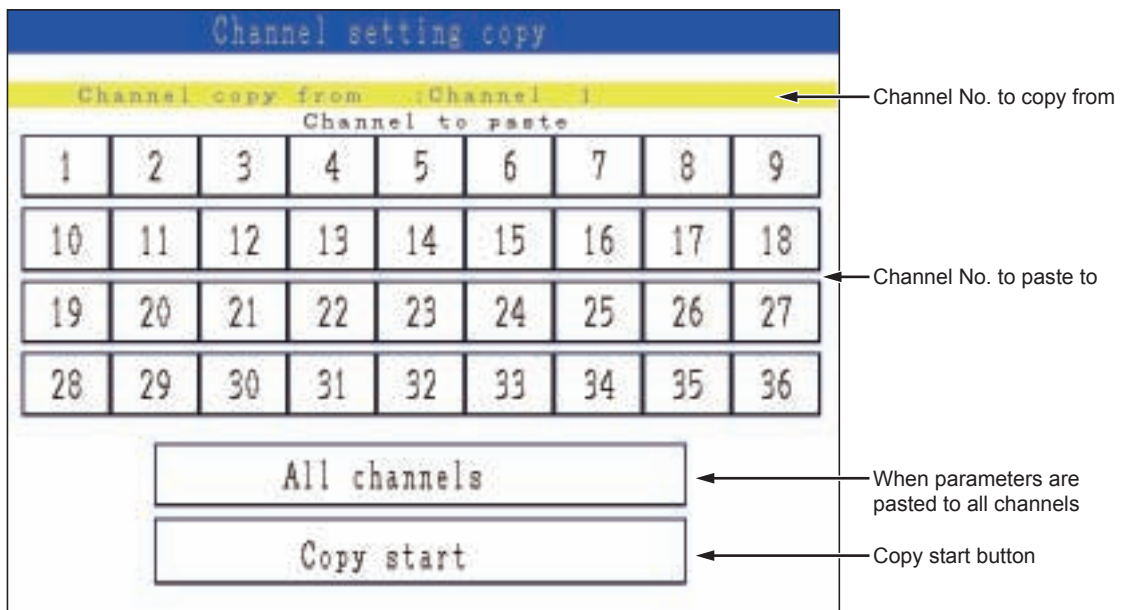 Channel setting copy
Channel copy from :Channel 1
Channel No. to copy from
Channel to paste
1 2 3 4 5 6 7 8 9
10 11 12 13 14 15 16 17 18
Channel No. to paste to
19 20 21 22 23 24 25 26 27
28 29 30 31 32 33 34 35 36
All channels
When parameters are
pasted to all channels
Copy start
Copy start button